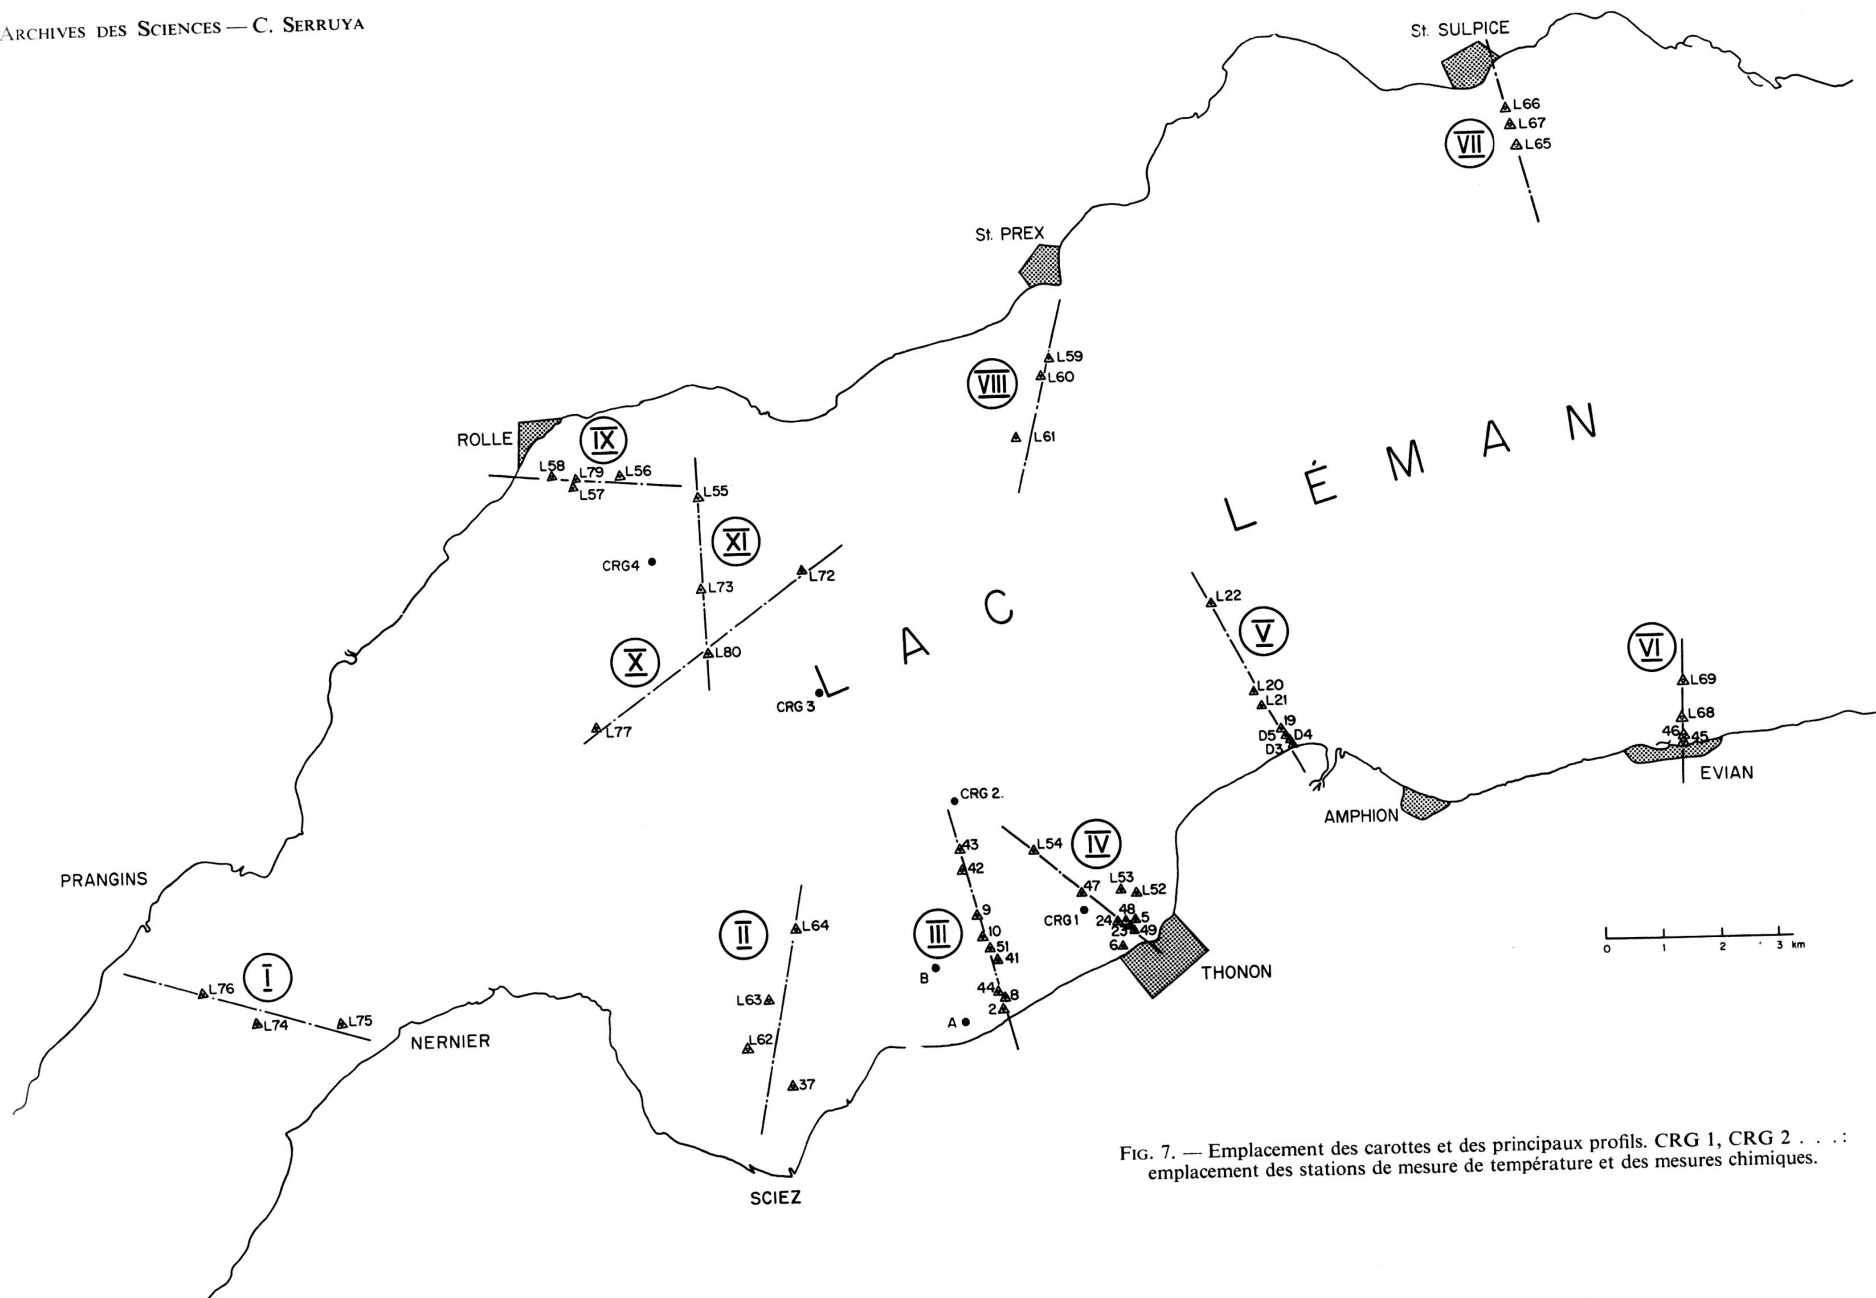 ARCHIVES DES SCIENCES — C. SERRUYA
St. SULPICE
L66
L67
VII
L65
St. PREX
L59
VIII
L60
L61
ROLLE
IX
L58
L79
L56
L57
L55
XI
CRG4
L72
L73
X
L80
CRG 3
L77
LAC LÉMAN
L22
V
L20
L21
19
D5
D4
D3
VI
L69
L68
46
45
EVIAN
AMPHION
CRG 2.
43
42
9
III
10
51
41
B
44
8
2
A
L54
IV
47
L53
L52
CRG1
48
24
5
23
49
6
THONON
0 1 2 3 km
PRANGINS
I
L76
L74
L75
NERNIER
II
L64
L63
L62
37
SCIEZ
FIG. 7. — Emplacement des carottes et des principaux profils. CRG 1, CRG 2 . . . :
emplacement des stations de mesure de température et des mesures chimiques.